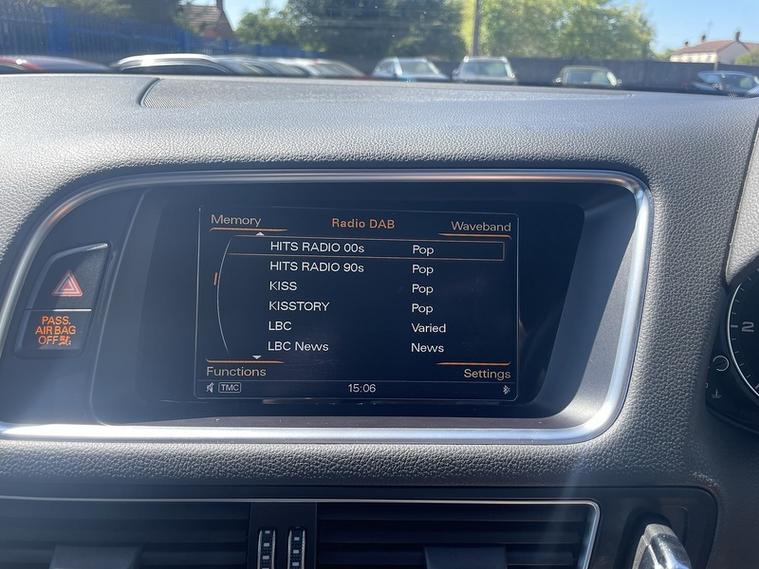 Memory Radio DAB Waveband
HITS RADIO 00s Pop
HITS RADIO 90s Pop
KISS Pop
KISSTORY Pop
LBC Varied
LBC News News
Functions Settings
TMC 15:06
PASS.
AIR BAG
OFF
2